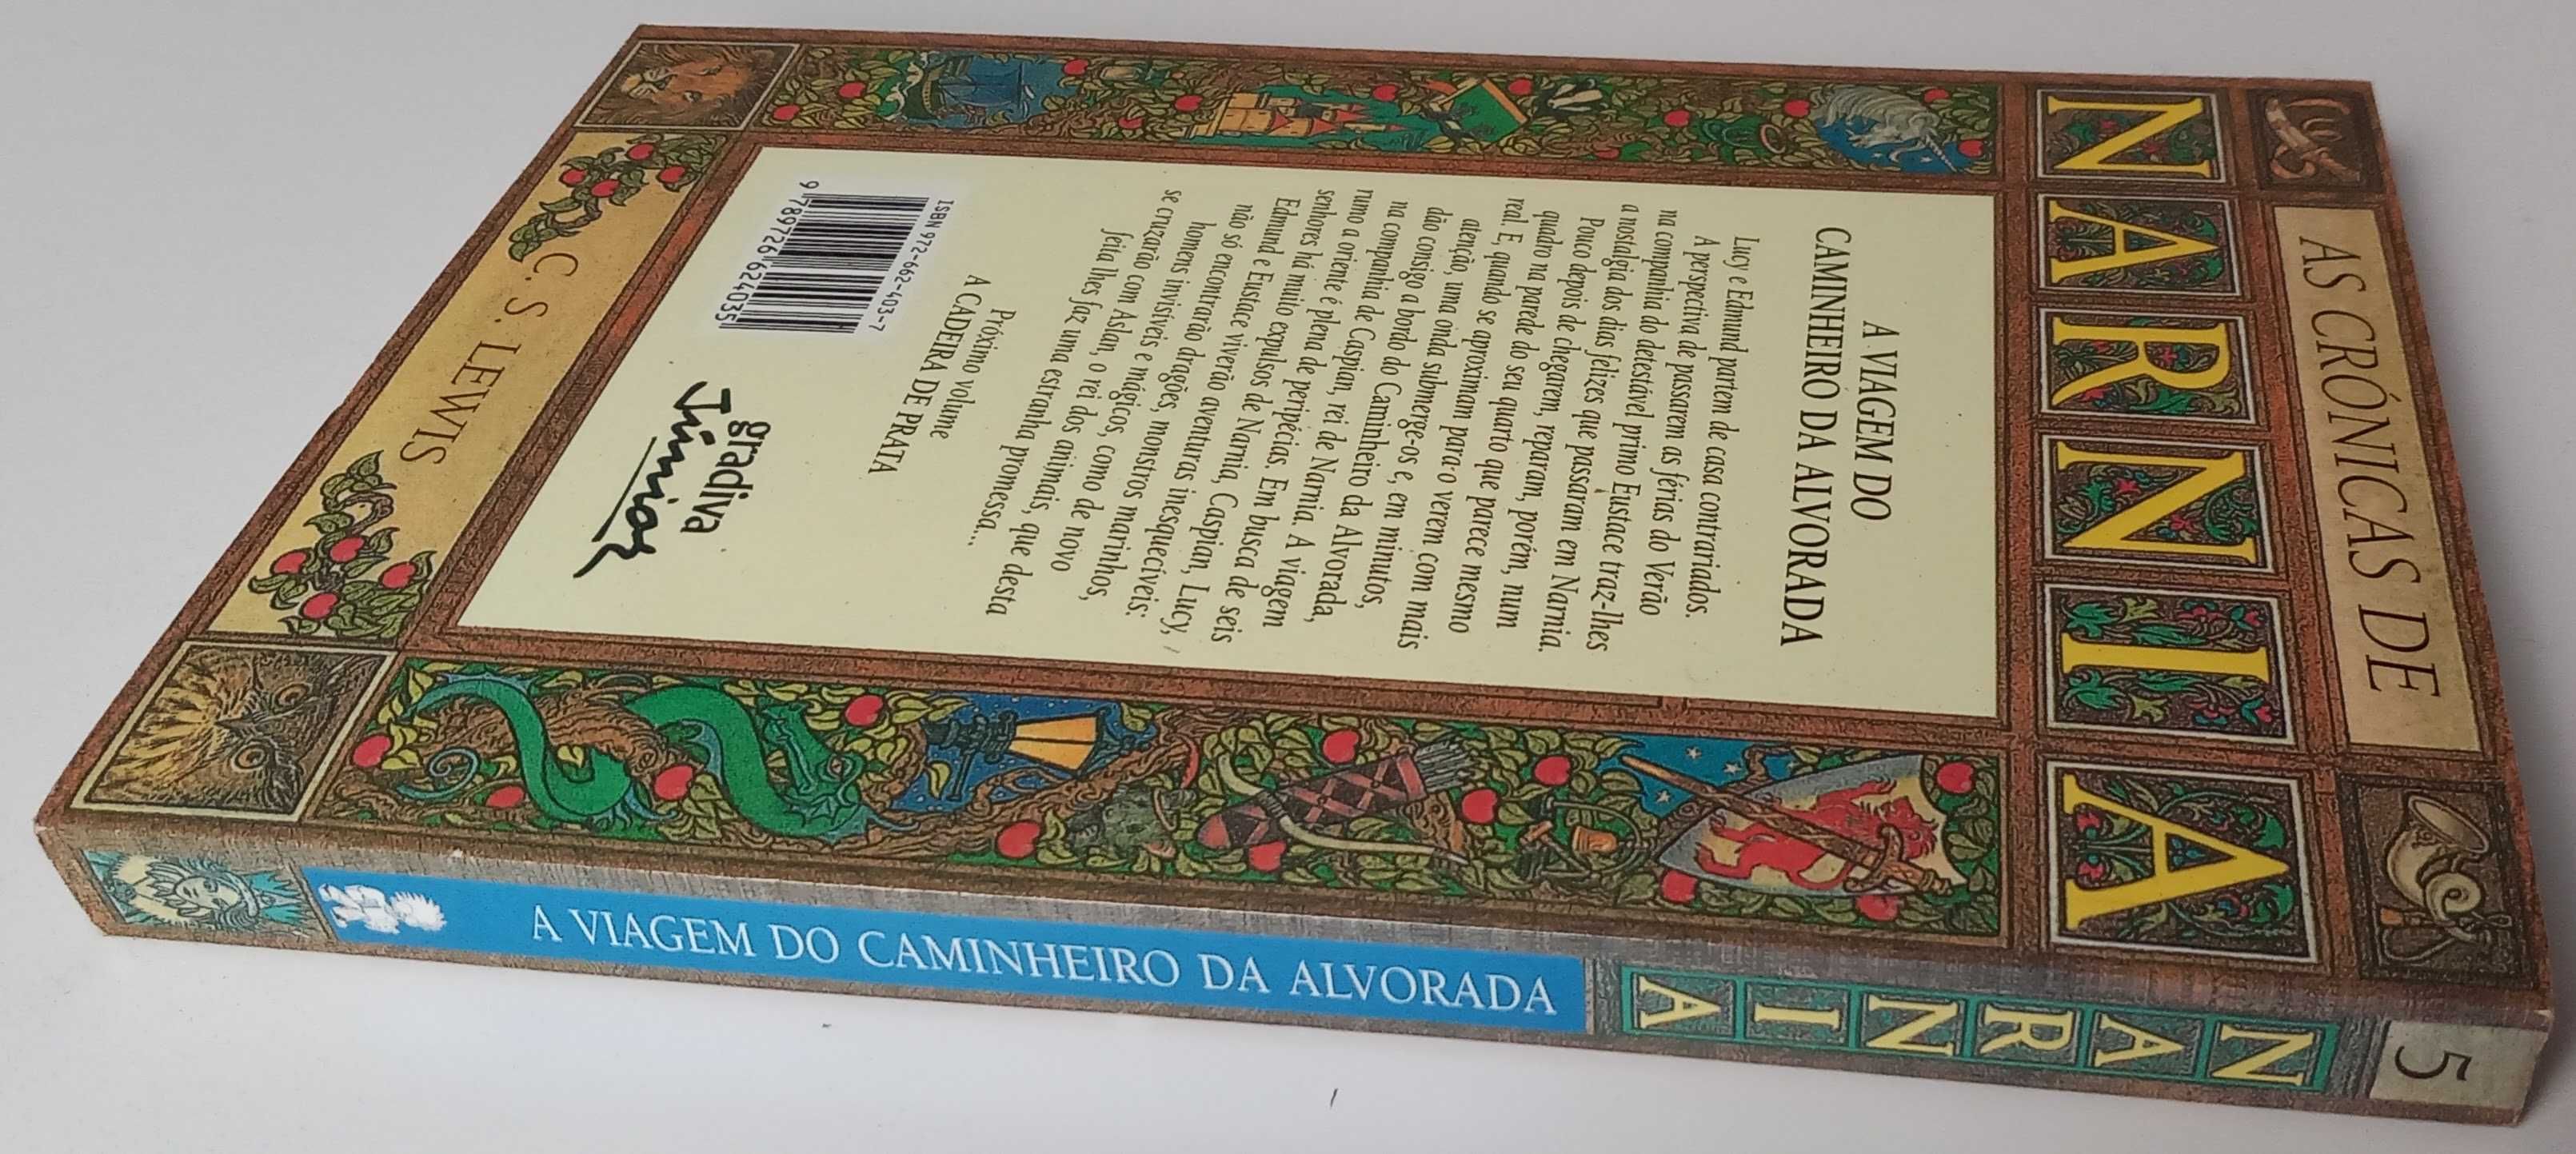 AS CRÓNICAS DE
NARNIA
A VIAGEM DO
CAMINHEIRO DA ALVORADA
Lucy e Edmund partem de casa contrariados.
A perspectiva de passarem as férias do Verão
na companhia do detestável primo Eustace traz-lhes
a nostalgia dos dias felizes que passaram em Narnia.
Pouco depois de chegarem, reparam, porém, num
quadro na parede do seu quarto que parece mesmo
real. E, quando se aproximam para o verem com mais
atenção, uma onda submerge-os e, em minutos,
dão consigo a bordo do Caminheiro da Alvorada,
na companhia de Caspian, rei de Narnia. A viagem
rumo a oriente é plena de peripécias. Em busca de seis
senhores há muito expulsos de Narnia, Caspian, Lucy,
Edmund e Eustace viverão aventuras inesquecíveis:
não só encontrarão dragões, monstros marinhos,
homens invisíveis e mágicos, como de novo
se cruzarão com Aslan, o rei dos animais, que desta
feita lhes faz uma estranha promessa...
Próximo volume
A CADEIRA DE PRATA
ISBN 972-662-403-7
9 789726 624035
gradiva
Júnior
C. S. LEWIS
5
NARNIA
A VIAGEM DO CAMINHEIRO DA ALVORADA